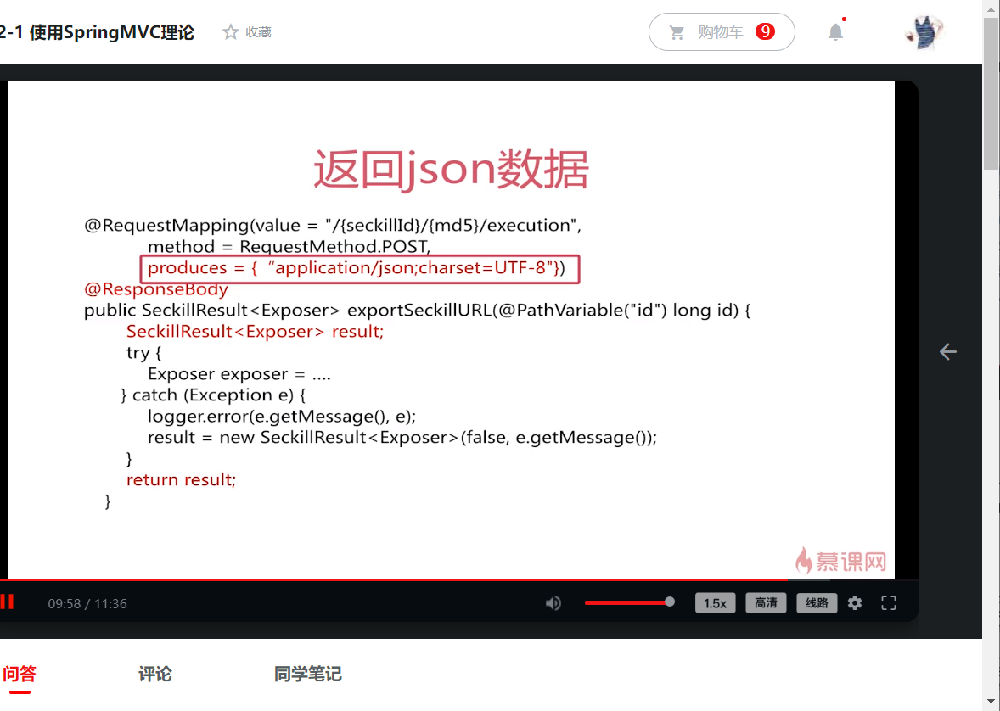 2-1 使用SpringMVC理论
收藏
购物车 9
返回json数据
@RequestMapping(value = "/{seckillId}/{md5}/execution",
method = RequestMethod.POST,
produces = { “application/json;charset=UTF-8"})
@ResponseBody
public SeckillResult<Exposer> exportSeckillURL(@PathVariable("id") long id) {
SeckillResult<Exposer> result;
try {
Exposer exposer = ....
} catch (Exception e) {
logger.error(e.getMessage(), e);
result = new SeckillResult<Exposer>(false, e.getMessage());
}
return result;
}
慕课网
09:58 / 11:36
1.5x 高清 线路
问答 评论 同学笔记